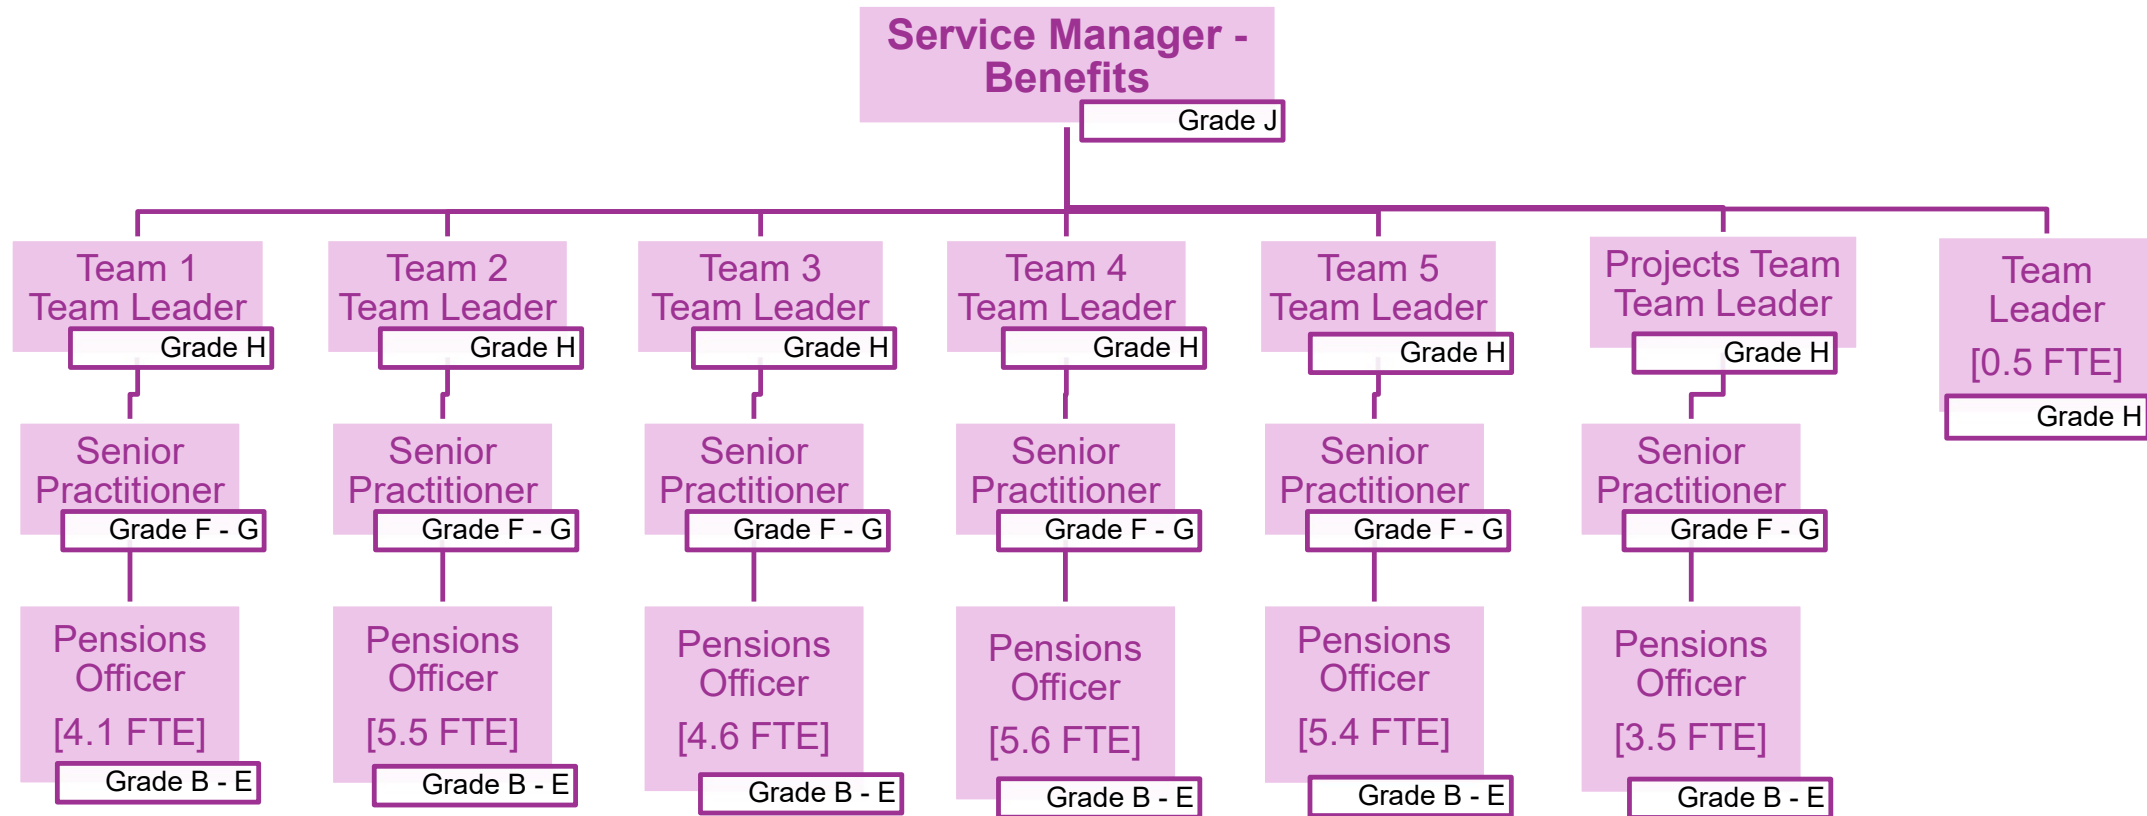 Service Manager -
Benefits
Grade J
Team 1
Team Leader
Grade H
Team 2
Team Leader
Grade H
Team 3
Team Leader
Grade H
Team 4
Team Leader
Grade H
Team 5
Team Leader
Grade H
Projects Team
Team Leader
Grade H
Team
Leader
[0.5 FTE]
Grade H
Senior
Practitioner
Grade F - G
Senior
Practitioner
Grade F - G
Senior
Practitioner
Grade F - G
Senior
Practitioner
Grade F - G
Senior
Practitioner
Grade F - G
Senior
Practitioner
Grade F - G
Pensions
Officer
[4.1 FTE]
Grade B - E
Pensions
Officer
[5.5 FTE]
Grade B - E
Pensions
Officer
[4.6 FTE]
Grade B - E
Pensions
Officer
[5.6 FTE]
Grade B - E
Pensions
Officer
[5.4 FTE]
Grade B - E
Pensions
Officer
[3.5 FTE]
Grade B - E